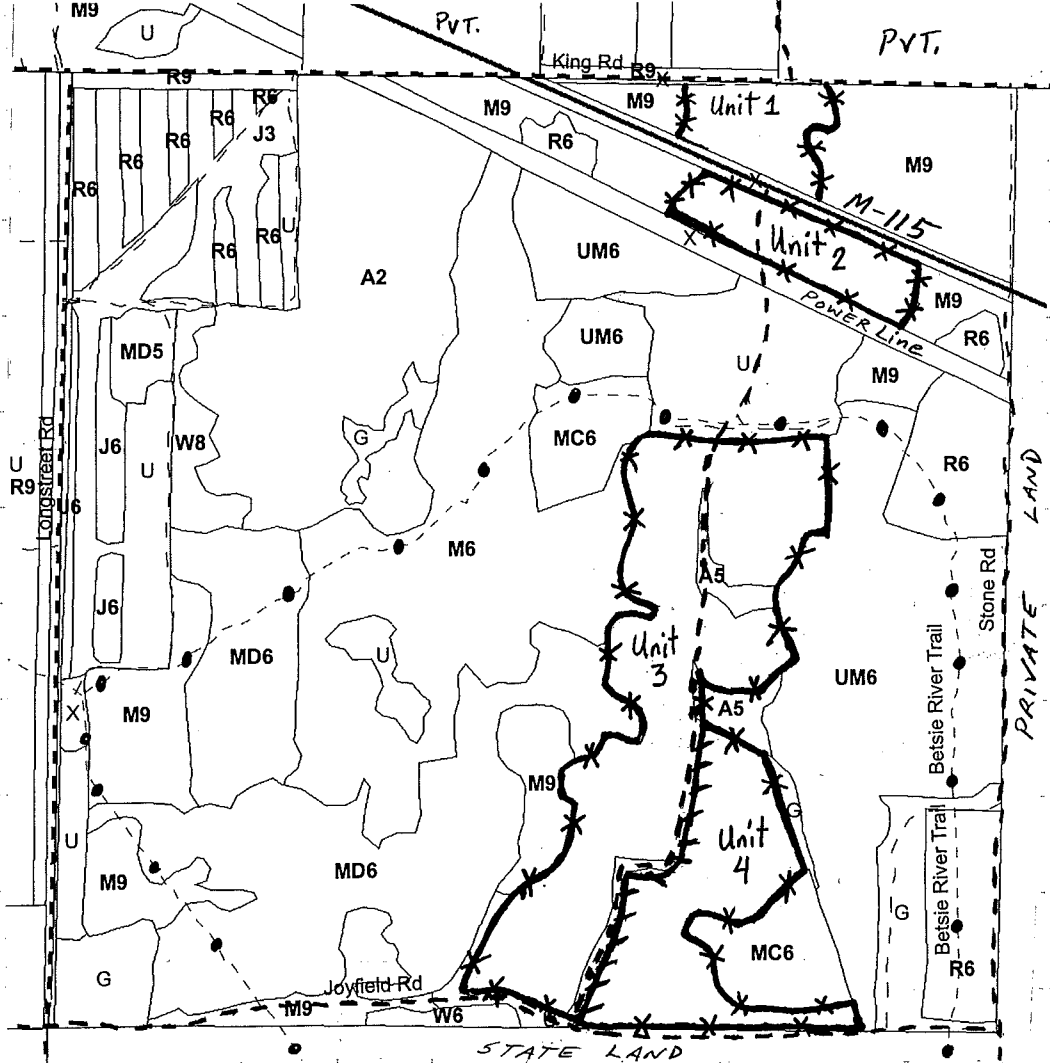 M9
PVT.
PVT.
U
King Rd
R9
R9
R6
M9
M9
Unit 1
R6
J3
R6
R6
R6
M9
R6
M-115
U
R6
R6
A2
UM6
X
Unit 2
M9
POWER Line
MD5
UM6
R6
U
M9
Longstreet Rd
J6
W8
G
MC6
U
U
R9
R6
U6
M6
LAND
A5
J6
Stone Rd
MD6
U
Unit
3
UM6
PRIVATE
X
M9
A5
Betsie River Trail
M9
G
U
Unit
4
M9
MD6
Betsie River Trail
G
MC6
G
R6
Joyfield Rd
M9
W6
STATE LAND